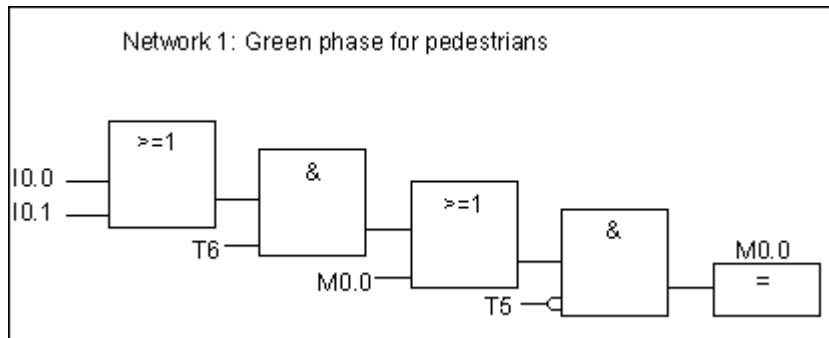 Network 1: Green phase for pedestrians
>=1
I0.0
I0.1
&
T6
>=1
M0.0
&
T5
M0.0
=